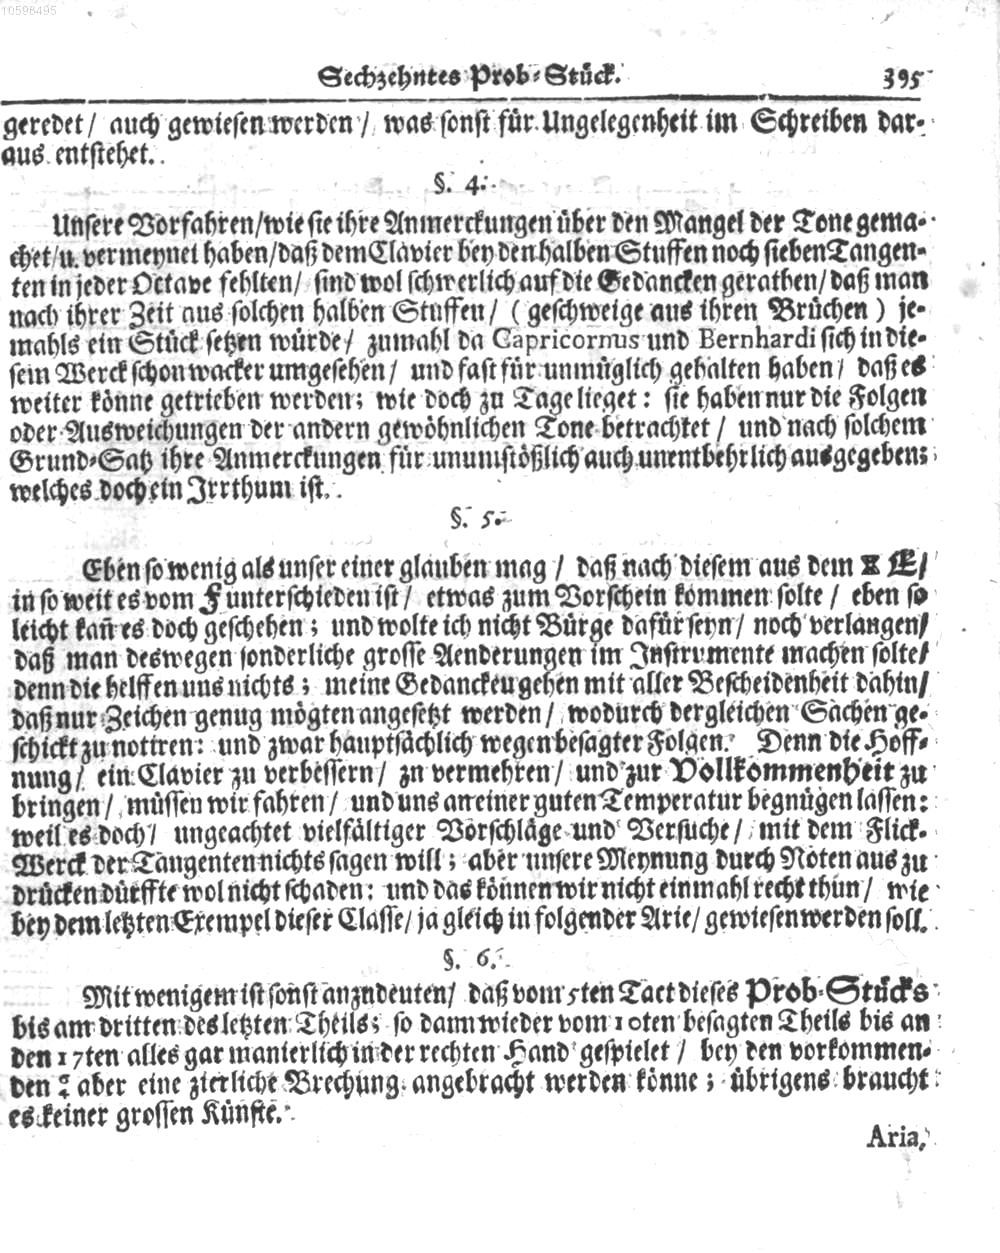 10598495
Sechzehntes Prob-Stück. 395
geredet/ auch gewiesen werden/ was sonst für Ungelegenheit im Schreiben dar-
aus entstehet.
§. 4.
Unsere Vorfahren/wie sie ihre Anmerckungen über den Mangel der Tone gema-
chet/u. vermeynet haben/daß dem Clavier bey den halben Stuffen noch sieben Tangen-
ten in jeder Octave fehlten/ sind wol schwerlich auf die Gedancken gerathen/daß man
nach ihrer Zeit aus solchen halben Stuffen/ (geschweige aus ihren Brüchen) je-
mahls ein Stück setzen würde/ zumahl da Capricornus und Bernhardi sich in die-
sem Werck schon wacker umgesehen/ und fast für unmüglich gehalten haben/ daß es
weiter könne getrieben werden; wie doch zu Tage lieget: sie haben nur die Folgen
oder Ausweichungen der andern gewöhnlichen Tone betrachtet/ und nach solchem
Grund-Satz ihre Anmerckungen für unumstößlich auch unentbehrlich ausgegeben;
welches doch ein Irrthum ist.
§. 5.
Eben so wenig als unser einer glauben mag/ daß nach diesem aus dem ♯ E/
in so weit es vom F unterschieden ist/ etwas zum Vorschein kommen solte/ eben so
leicht kañ es doch geschehen; und wolte ich nicht Bürge dafür seyn/ noch verlangen/
daß man deswegen sonderliche grosse Aenderungen im Instrumente machen solte/
denn die helffen uns nichts; meine Gedancken gehen mit aller Bescheidenheit dahin/
daß nur Zeichen genug mögten angesetzt werden/ wodurch dergleichen Sachen ge-
schickt zu notiren: und zwar hauptsächlich wegen besagter Folgen. Denn die Hoff-
nung/ ein Clavier zu verbessern/ zu vermehren/ und zur Vollkommenheit zu
bringen/ müssen wir fahren/ und uns an einer guten Temperatur begnügen lassen:
weil es doch/ ungeachtet vielfältiger Vorschläge und Versuche/ mit dem Flick-
Werck der Tangenten nichts sagen will; aber unsere Meynung durch Noten aus zu
drücken dürffte wol nicht schaden: und das können wir nicht einmahl recht thun/ wie
bey dem letzten Exempel dieser Classe/ ja gleich in folgender Arie/ gewiesen werden soll.
§. 6.
Mit wenigem ist sonst anzudeuten/ daß vom 5ten Tact dieses Prob-Stücks
bis am dritten des letzten Theils; so dann wieder vom 10ten besagten Theils bis an
den 17ten alles gar manierlich in der rechten Hand gespielet/ bey den vorkommen-
den aber eine zierliche Brechung angebracht werden könne; übrigens braucht
es keiner grossen Künste.
Aria,